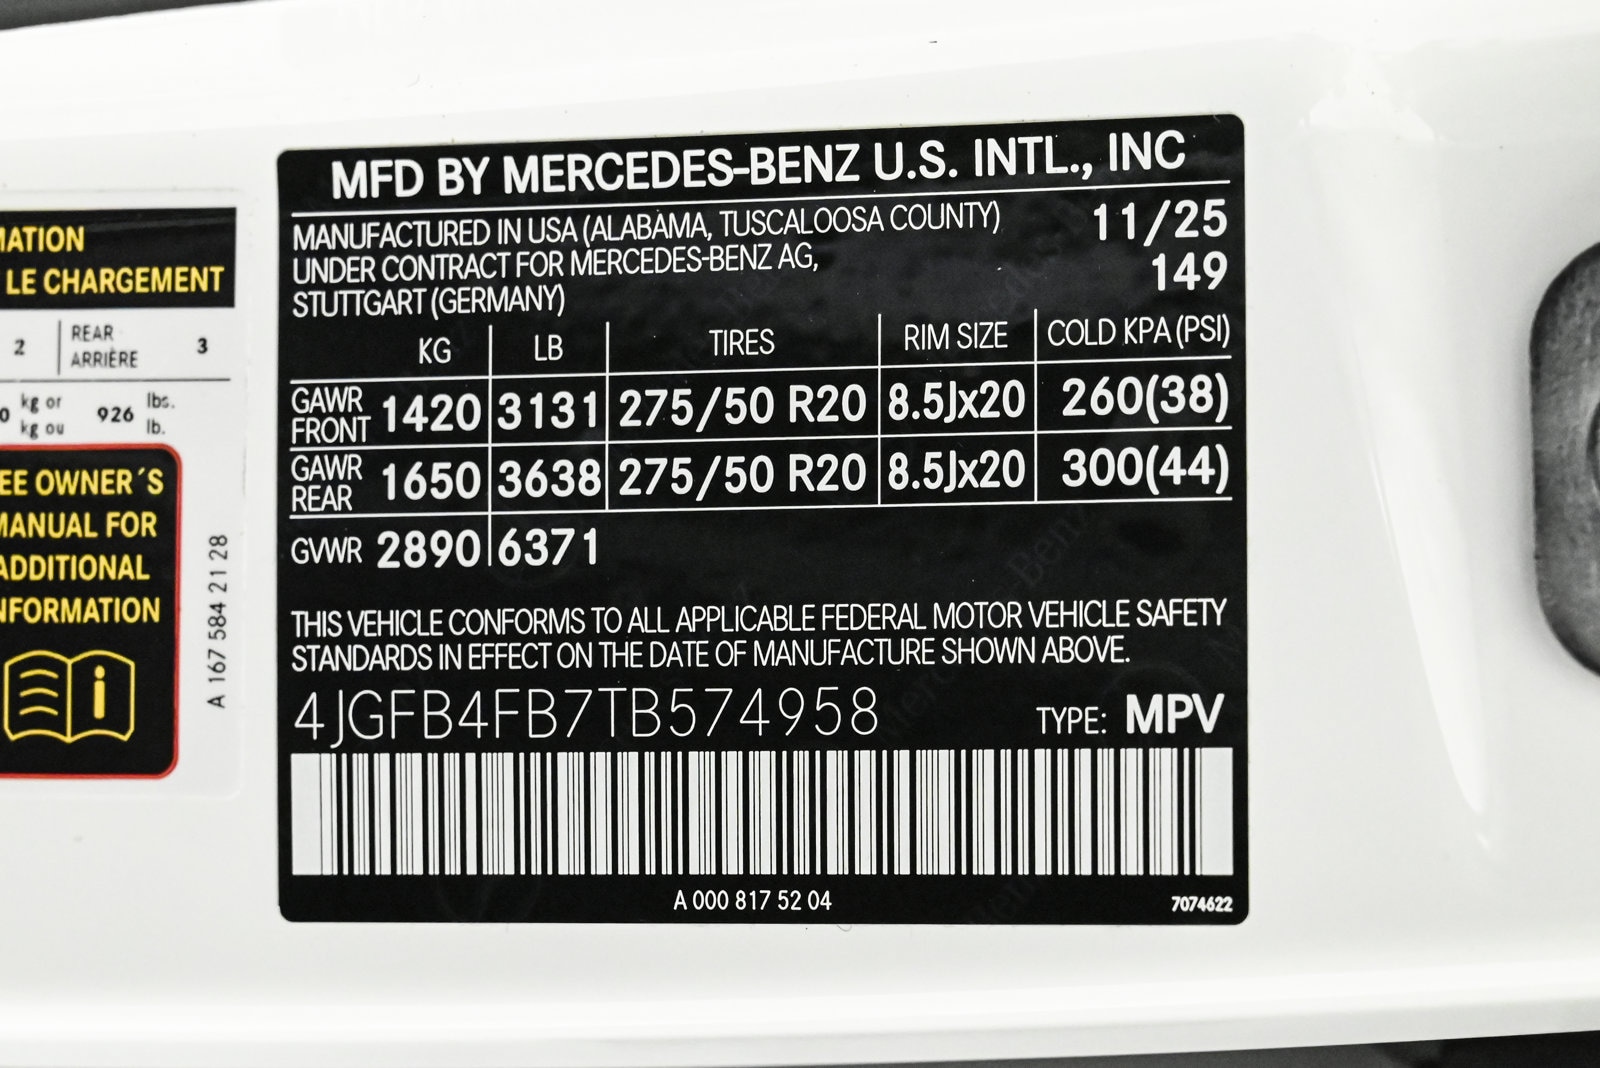 MATION
LE CHARGEMENT
2 REAR ARRIÈRE 3
kg or 926 lbs.
kg ou lb.
OWNER´S
MANUAL FOR
ADDITIONAL
INFORMATION
A 167 584 21 28
MFD BY MERCEDES-BENZ U.S. INTL., INC
MANUFACTURED IN USA (ALABAMA, TUSCALOOSA COUNTY) 11/25
UNDER CONTRACT FOR MERCEDES-BENZ AG, 149
STUTTGART (GERMANY)
KG LB TIRES RIM SIZE COLD KPA (PSI)
GAWR FRONT 1420 3131 275/50 R20 8.5Jx20 260(38)
GAWR REAR 1650 3638 275/50 R20 8.5Jx20 300(44)
GVWR 2890 6371
THIS VEHICLE CONFORMS TO ALL APPLICABLE FEDERAL MOTOR VEHICLE SAFETY
STANDARDS IN EFFECT ON THE DATE OF MANUFACTURE SHOWN ABOVE.
4JGFB4FB7TB574958 TYPE: MPV
A 000 817 52 04 7074622